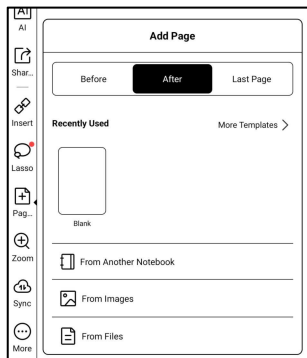 AI
AI
Shar...
Insert
Lasso
Pag...
Zoom
Sync
More
Add Page
Before After Last Page
Recently Used More Templates
Blank
From Another Notebook
From Images
From Files